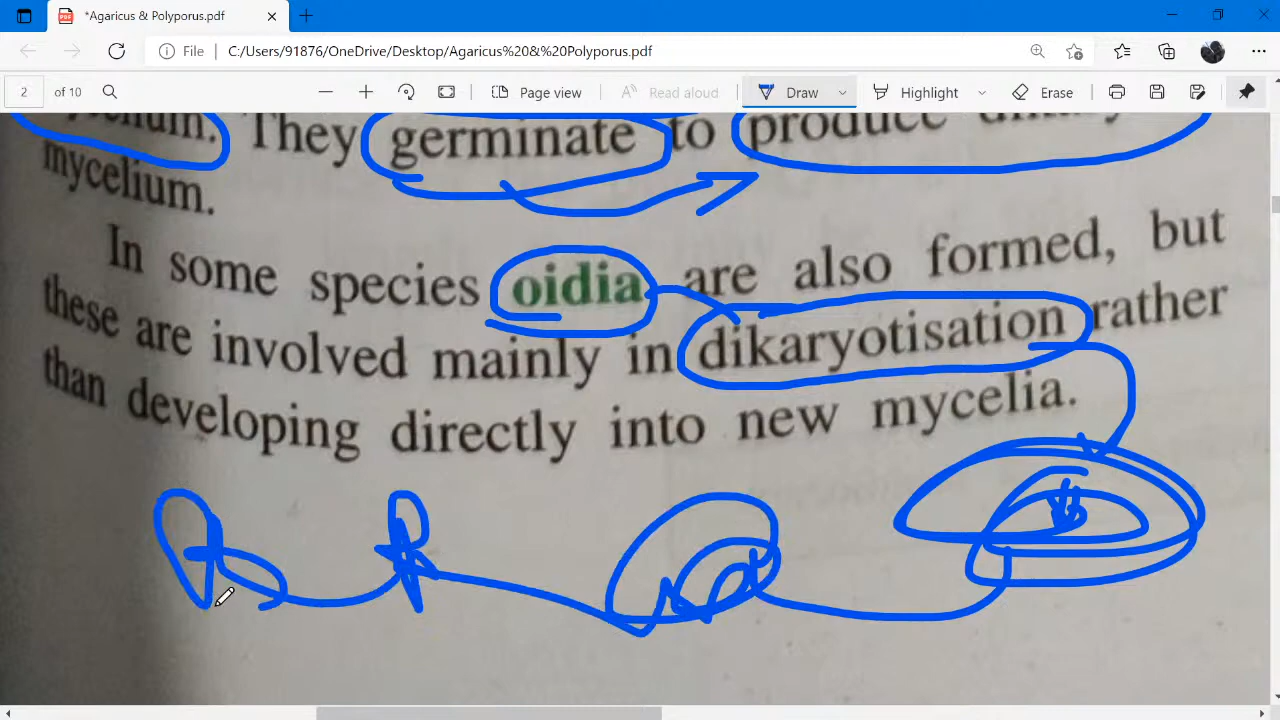 *Agaricus & Polyporus.pdf
File C:/Users/91876/OneDrive/Desktop/Agaricus%20&%20Polyporus.pdf
2 of 10 Page view Read aloud Draw Highlight Erase
They germinate to produce
mycelium.
In some species oidia are also formed, but
these are involved mainly in dikaryotisation rather
than developing directly into new mycelia.